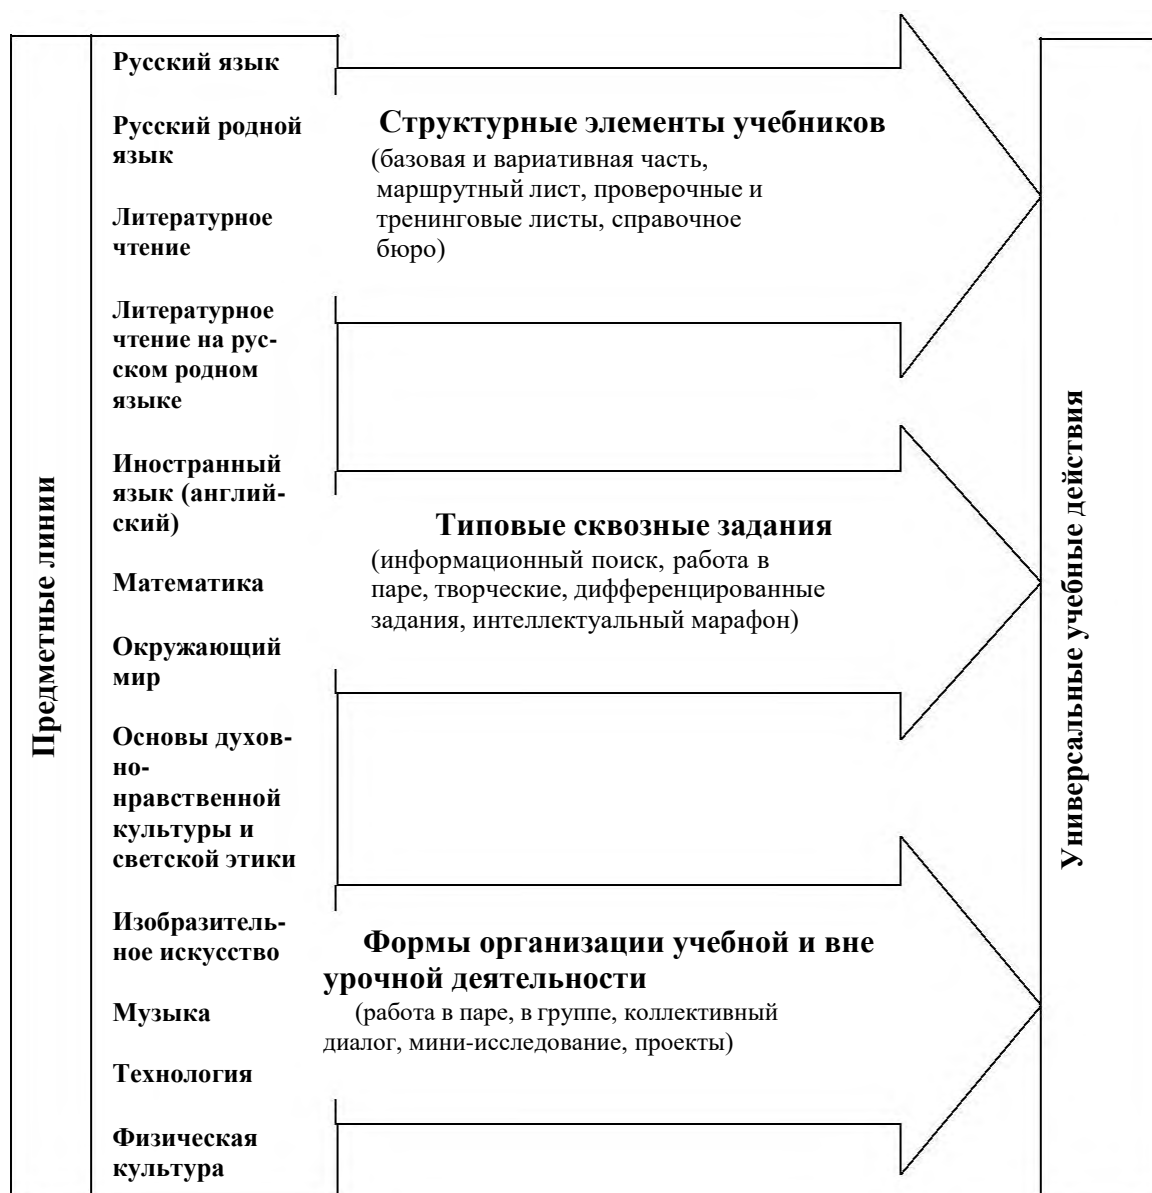 Предметные линии
Русский язык
Русский родной
язык
Литературное
чтение
Литературное
чтение на рус-
ском родном
языке
Иностранный
язык (англий-
ский)
Математика
Окружающий
мир
Основы духов-
но-
нравственной
культуры и
светской этики
Изобразитель-
ное искусство
Музыка
Технология
Физическая
культура
Структурные элементы учебников
(базовая и вариативная часть,
маршрутный лист, проверочные и
тренинговые листы, справочное
бюро)
Типовые сквозные задания
(информационный поиск, работа в
паре, творческие, дифференцированные
задания, интеллектуальный марафон)
Формы организации учебной и вне
урочной деятельности
(работа в паре, в группе, коллективный
диалог, мини-исследование, проекты)
Универсальные учебные действия